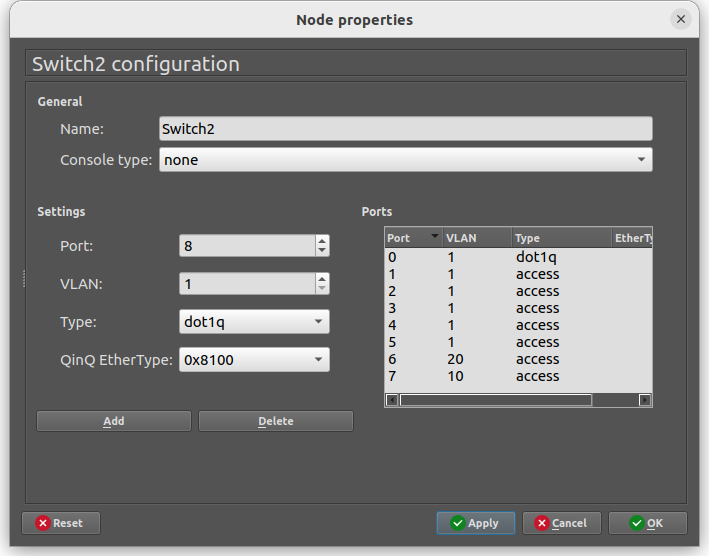 Node properties
Switch2 configuration
General
Name: Switch2
Console type: none
Settings
Port: 8
VLAN: 1
Type: dot1q
QinQ EtherType: 0x8100
Add Delete
Ports
Port VLAN Type EtherTy
0 1 dot1q
1 1 access
2 1 access
3 1 access
4 1 access
5 1 access
6 20 access
7 10 access
Reset Apply Cancel OK